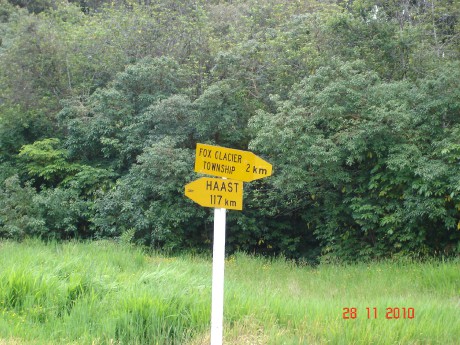 FOX GLACIER
TOWNSHIP 2 km
HAAST
117 km
28 11 2010